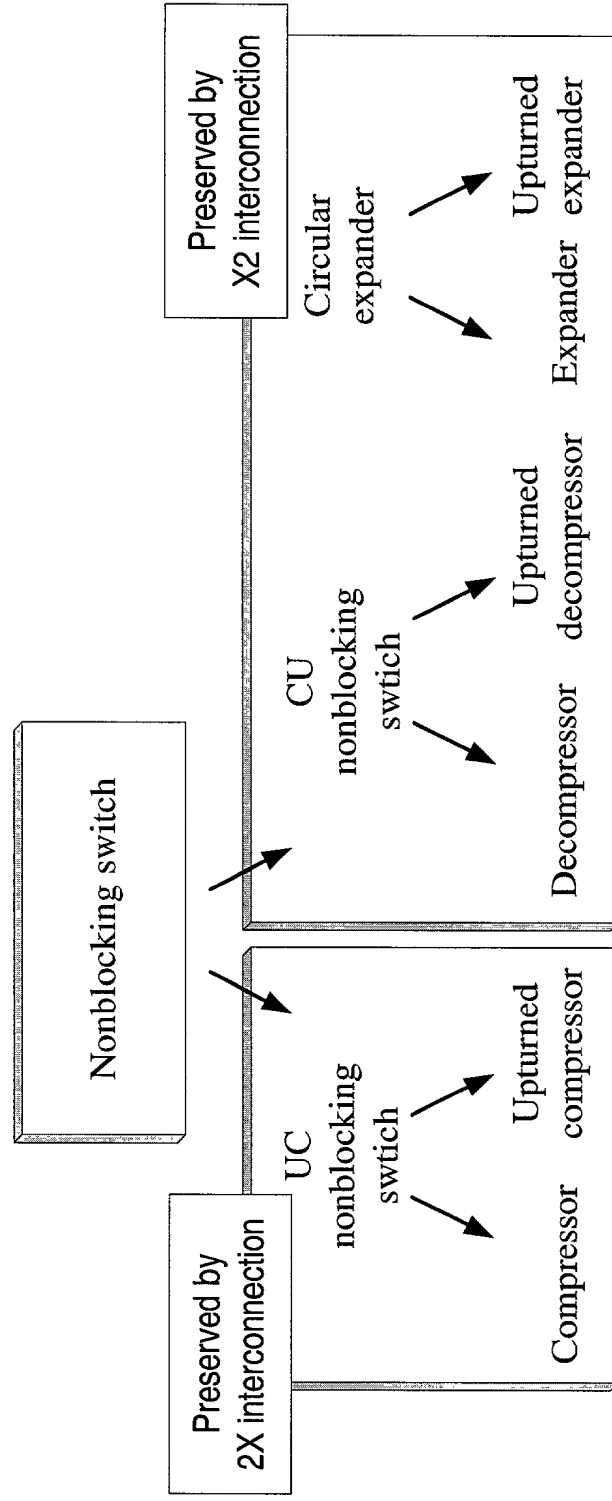 Nonblocking switch
Preserved by
2X interconnection
UC
nonblocking
swtich
Compressor
Upturned
compressor
Preserved by
X2 interconnection
CU
nonblocking
swtich
Decompressor
Upturned
decompressor
Circular
expander
Expander
Upturned
expander